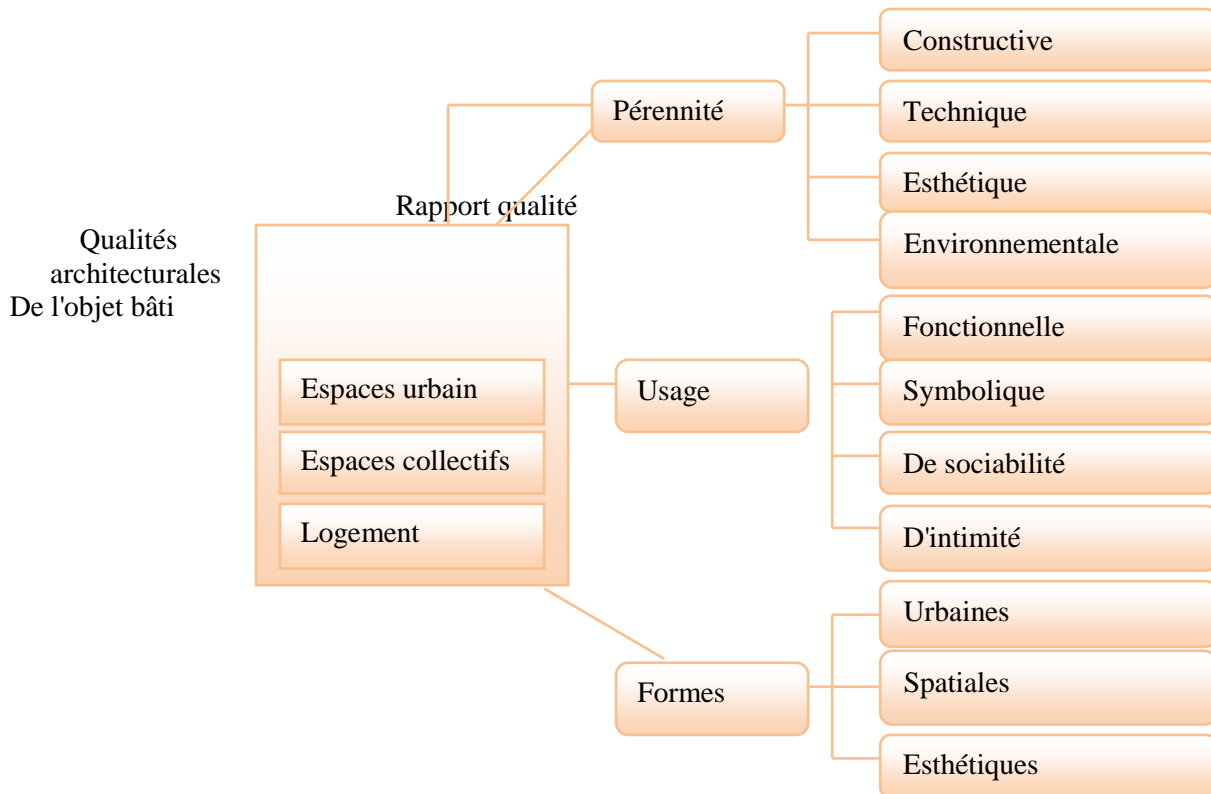 Qualités
architecturales
De l'objet bâti
Rapport qualité
Espaces urbain
Espaces collectifs
Logement
Pérennité
Constructive
Technique
Esthétique
Environnementale
Usage
Fonctionnelle
Symbolique
De sociabilité
D'intimité
Formes
Urbaines
Spatiales
Esthétiques